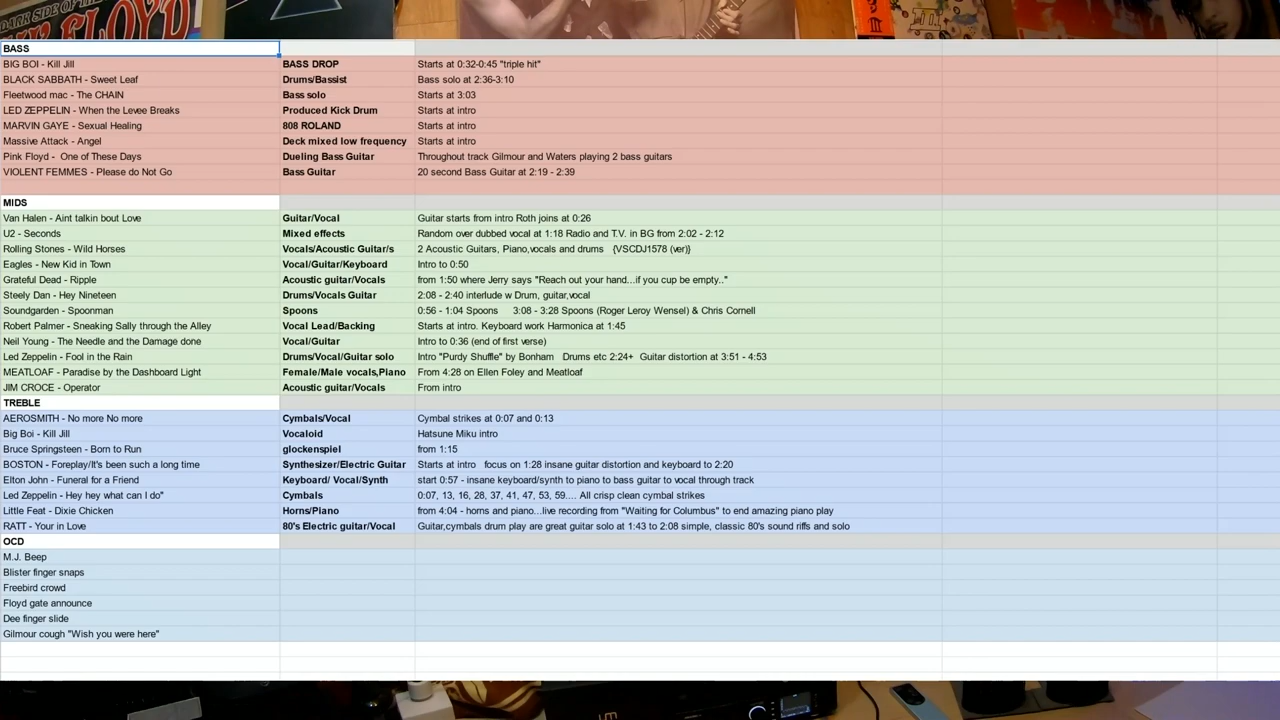 DARK SIDE OF THE
FLOYD
BASS
BIG BOI - Kill Jill BASS DROP Starts at 0:32-0:45 "triple hit"
BLACK SABBATH - Sweet Leaf Drums/Bassist Bass solo at 2:36-3:10
Fleetwood mac - The CHAIN Bass solo Starts at 3:03
LED ZEPPELIN - When the Levee Breaks Produced Kick Drum Starts at intro
MARVIN GAYE - Sexual Healing 808 ROLAND Starts at intro
Massive Attack - Angel Deck mixed low frequency Starts at intro
Pink Floyd - One of These Days Dueling Bass Guitar Throughout track Gilmour and Waters playing 2 bass guitars
VIOLENT FEMMES - Please do Not Go Bass Guitar 20 second Bass Guitar at 2:19 - 2:39
MIDS
Van Halen - Aint talkin bout Love Guitar/Vocal Guitar starts from intro Roth joins at 0:26
U2 - Seconds Mixed effects Random over dubbed vocal at 1:18 Radio and T.V. in BG from 2:02 - 2:12
Rolling Stones - Wild Horses Vocals/Acoustic Guitar/s 2 Acoustic Guitars, Piano,vocals and drums {VSCDJ1578 (ver)}
Eagles - New Kid in Town Vocal/Guitar/Keyboard Intro to 0:50
Grateful Dead - Ripple Acoustic guitar/Vocals from 1:50 where Jerry says "Reach out your hand...if you cup be empty.."
Steely Dan - Hey Nineteen Drums/Vocals Guitar 2:08 - 2:40 interlude w Drum, guitar,vocal
Soundgarden - Spoonman Spoons 0:56 - 1:04 Spoons 3:08 - 3:28 Spoons (Roger Leroy Wensel) & Chris Cornell
Robert Palmer - Sneaking Sally through the Alley Vocal Lead/Backing Starts at intro. Keyboard work Harmonica at 1:45
Neil Young - The Needle and the Damage done Vocal/Guitar Intro to 0:36 (end of first verse)
Led Zeppelin - Fool in the Rain Drums/Vocal/Guitar solo Intro "Purdy Shuffle" by Bonham Drums etc 2:24+ Guitar distortion at 3:51 - 4:53
MEATLOAF - Paradise by the Dashboard Light Female/Male vocals,Piano From 4:28 on Ellen Foley and Meatloaf
JIM CROCE - Operator Acoustic guitar/Vocals From intro
TREBLE
AEROSMITH - No more No more Cymbals/Vocal Cymbal strikes at 0:07 and 0:13
Big Boi - Kill Jill Vocaloid Hatsune Miku intro
Bruce Springsteen - Born to Run glockenspiel from 1:15
BOSTON - Foreplay/It's been such a long time Synthesizer/Electric Guitar Starts at intro focus on 1:28 insane guitar distortion and keyboard to 2:20
Elton John - Funeral for a Friend Keyboard/ Vocal/Synth start 0:57 - insane keyboard/synth to piano to bass guitar to vocal through track
Led Zeppelin - Hey hey what can I do" Cymbals 0:07, 13, 16, 28, 37, 41, 47, 53, 59.... All crisp clean cymbal strikes
Little Feat - Dixie Chicken Horns/Piano from 4:04 - horns and piano...live recording from "Waiting for Columbus" to end amazing piano play
RATT - Your in Love 80's Electric guitar/Vocal Guitar,cymbals drum play are great guitar solo at 1:43 to 2:08 simple, classic 80's sound riffs and solo
OCD
M.J. Beep
Blister finger snaps
Freebird crowd
Floyd gate announce
Dee finger slide
Gilmour cough "Wish you were here"